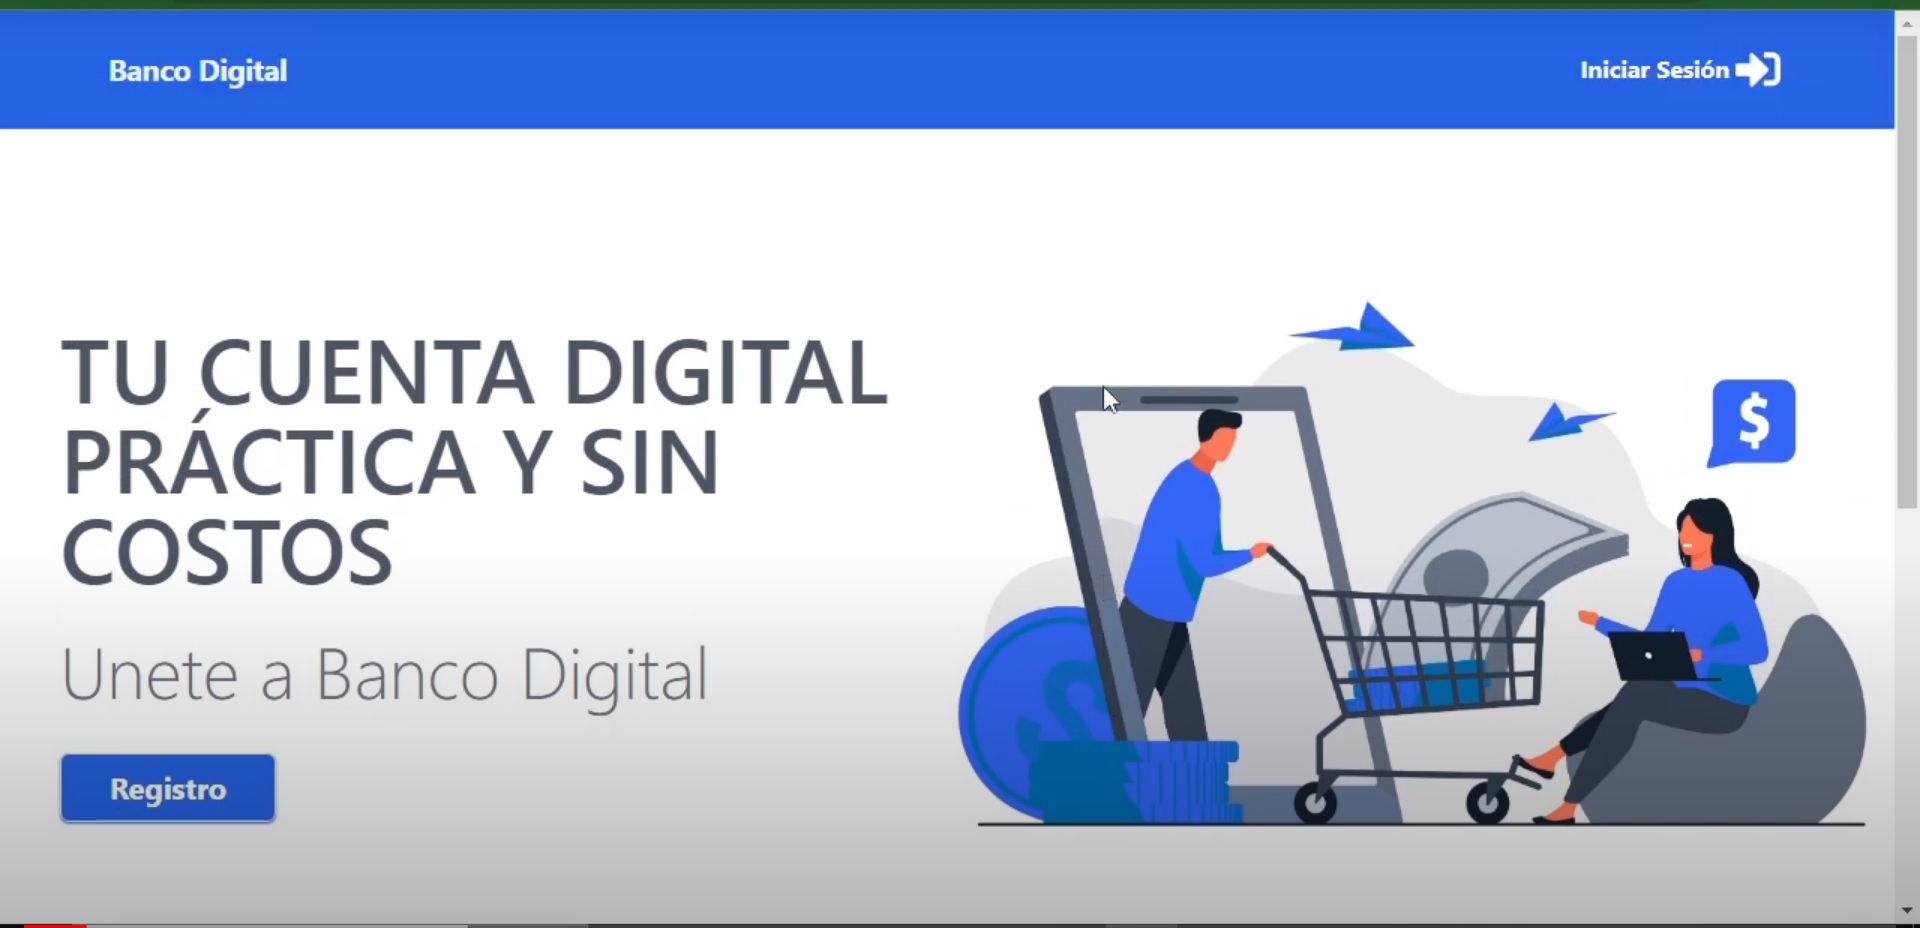 Banco Digital
Iniciar Sesión
TU CUENTA DIGITAL
PRÁCTICA Y SIN
COSTOS
Unete a Banco Digital
Registro
$
$